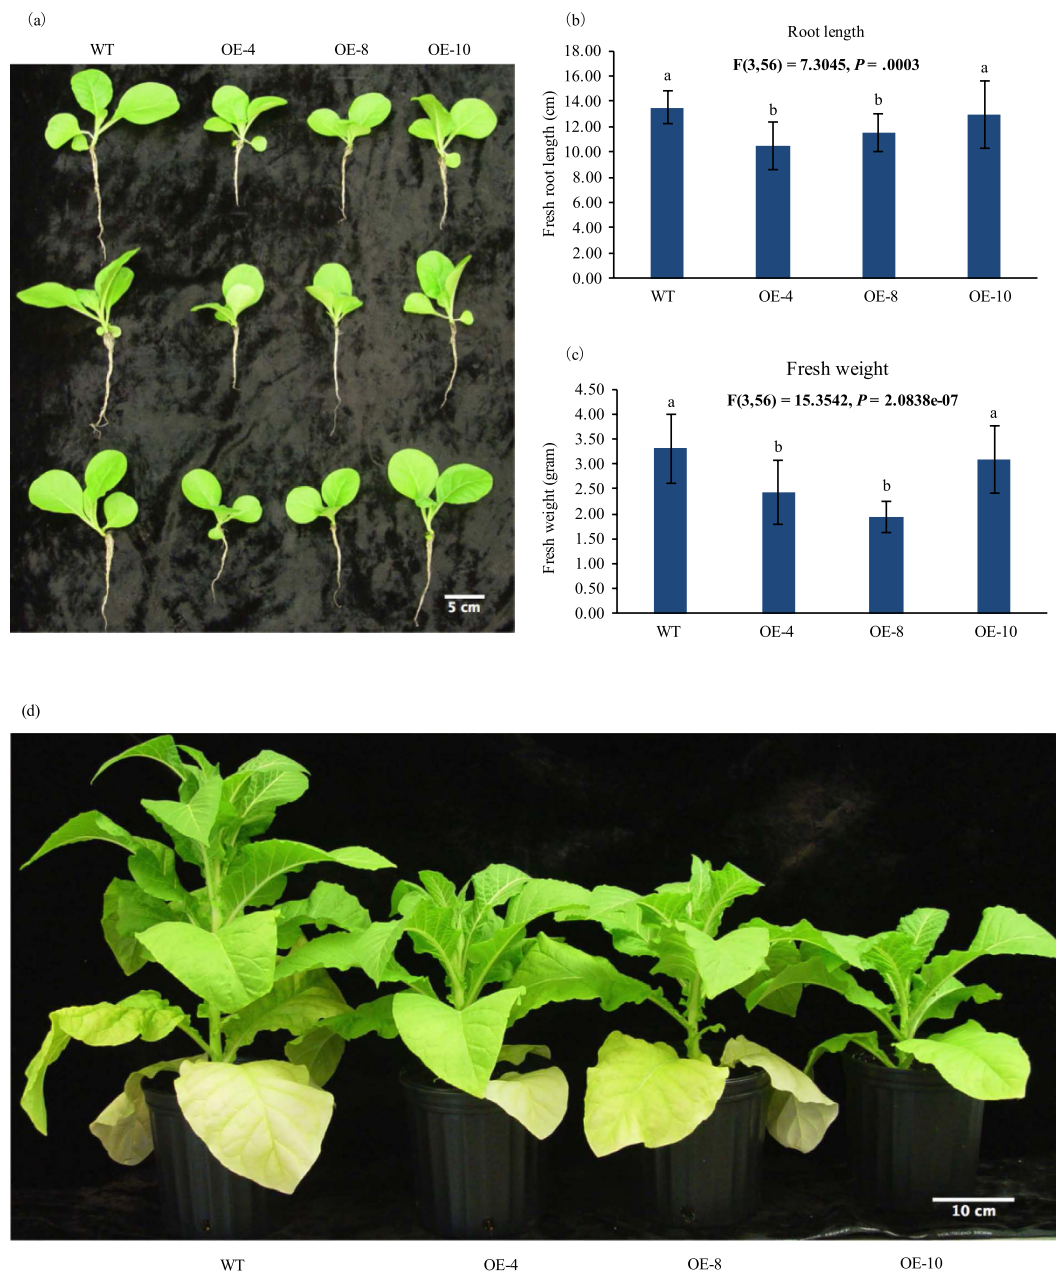 (a)
WT OE-4 OE-8 OE-10
5 cm
(b)
Root length
F(3,56) = 7.3045, P = .0003
Fresh root length (cm)
18.00
16.00
14.00
12.00
10.00
8.00
6.00
4.00
2.00
0.00
a
b
b
a
WT OE-4 OE-8 OE-10
(c)
Fresh weight
F(3,56) = 15.3542, P = 2.0838e-07
Fresh weight (gram)
4.50
4.00
3.50
3.00
2.50
2.00
1.50
1.00
0.50
0.00
a
b
b
a
WT OE-4 OE-8 OE-10
(d)
10 cm
WT OE-4 OE-8 OE-10